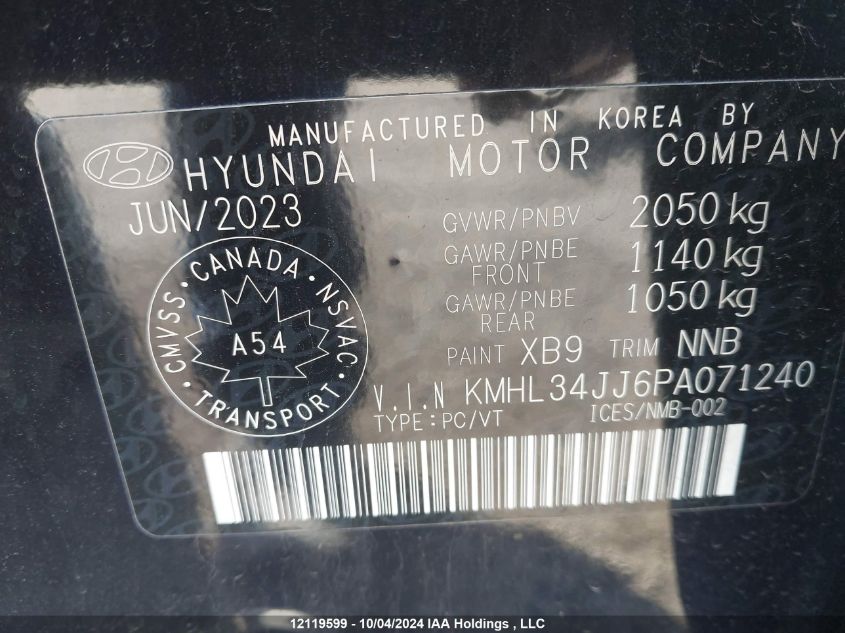 MANUFACTURED IN KOREA BY
HYUNDAI MOTOR COMPANY
JUN/2023
GVWR/PNBV 2050 kg
GAWR/PNBE FRONT 1140 kg
GAWR/PNBE REAR 1050 kg
PAINT XB9 TRIM NNB
V.I.N KMHL34JJ6PA071240
TYPE:PC/VT ICES/NMB-002
CMVSS · CANADA · NSVAC · TRANSPORT ·
A54
12119599 - 10/04/2024 IAA Holdings , LLC